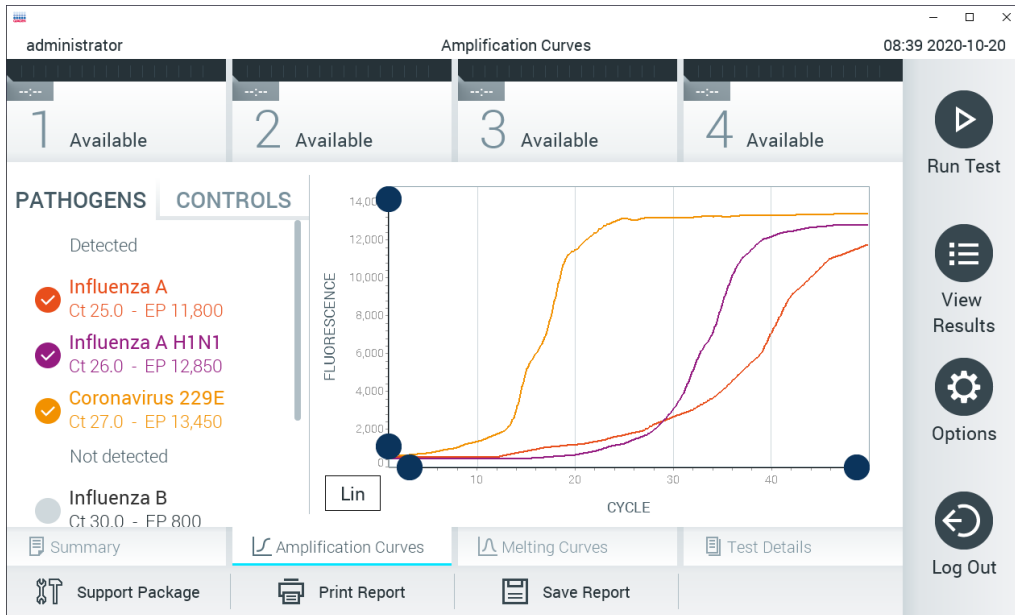 administrator
Amplification Curves
08:39 2020-10-20
--:--
1 Available
--:--
2 Available
--:--
3 Available
--:--
4 Available
Run Test
View
Results
Options
Log Out
PATHOGENS
CONTROLS
Detected
Influenza A
Ct 25.0 - EP 11,800
Influenza A H1N1
Ct 26.0 - EP 12,850
Coronavirus 229E
Ct 27.0 - EP 13,450
Not detected
Influenza B
Ct 30.0 - EP 800
FLUORESCENCE
14,00
12,000
10,000
8,000
6,000
4,000
2,000
0
10
20
30
40
CYCLE
Lin
Summary
Amplification Curves
Melting Curves
Test Details
Support Package
Print Report
Save Report